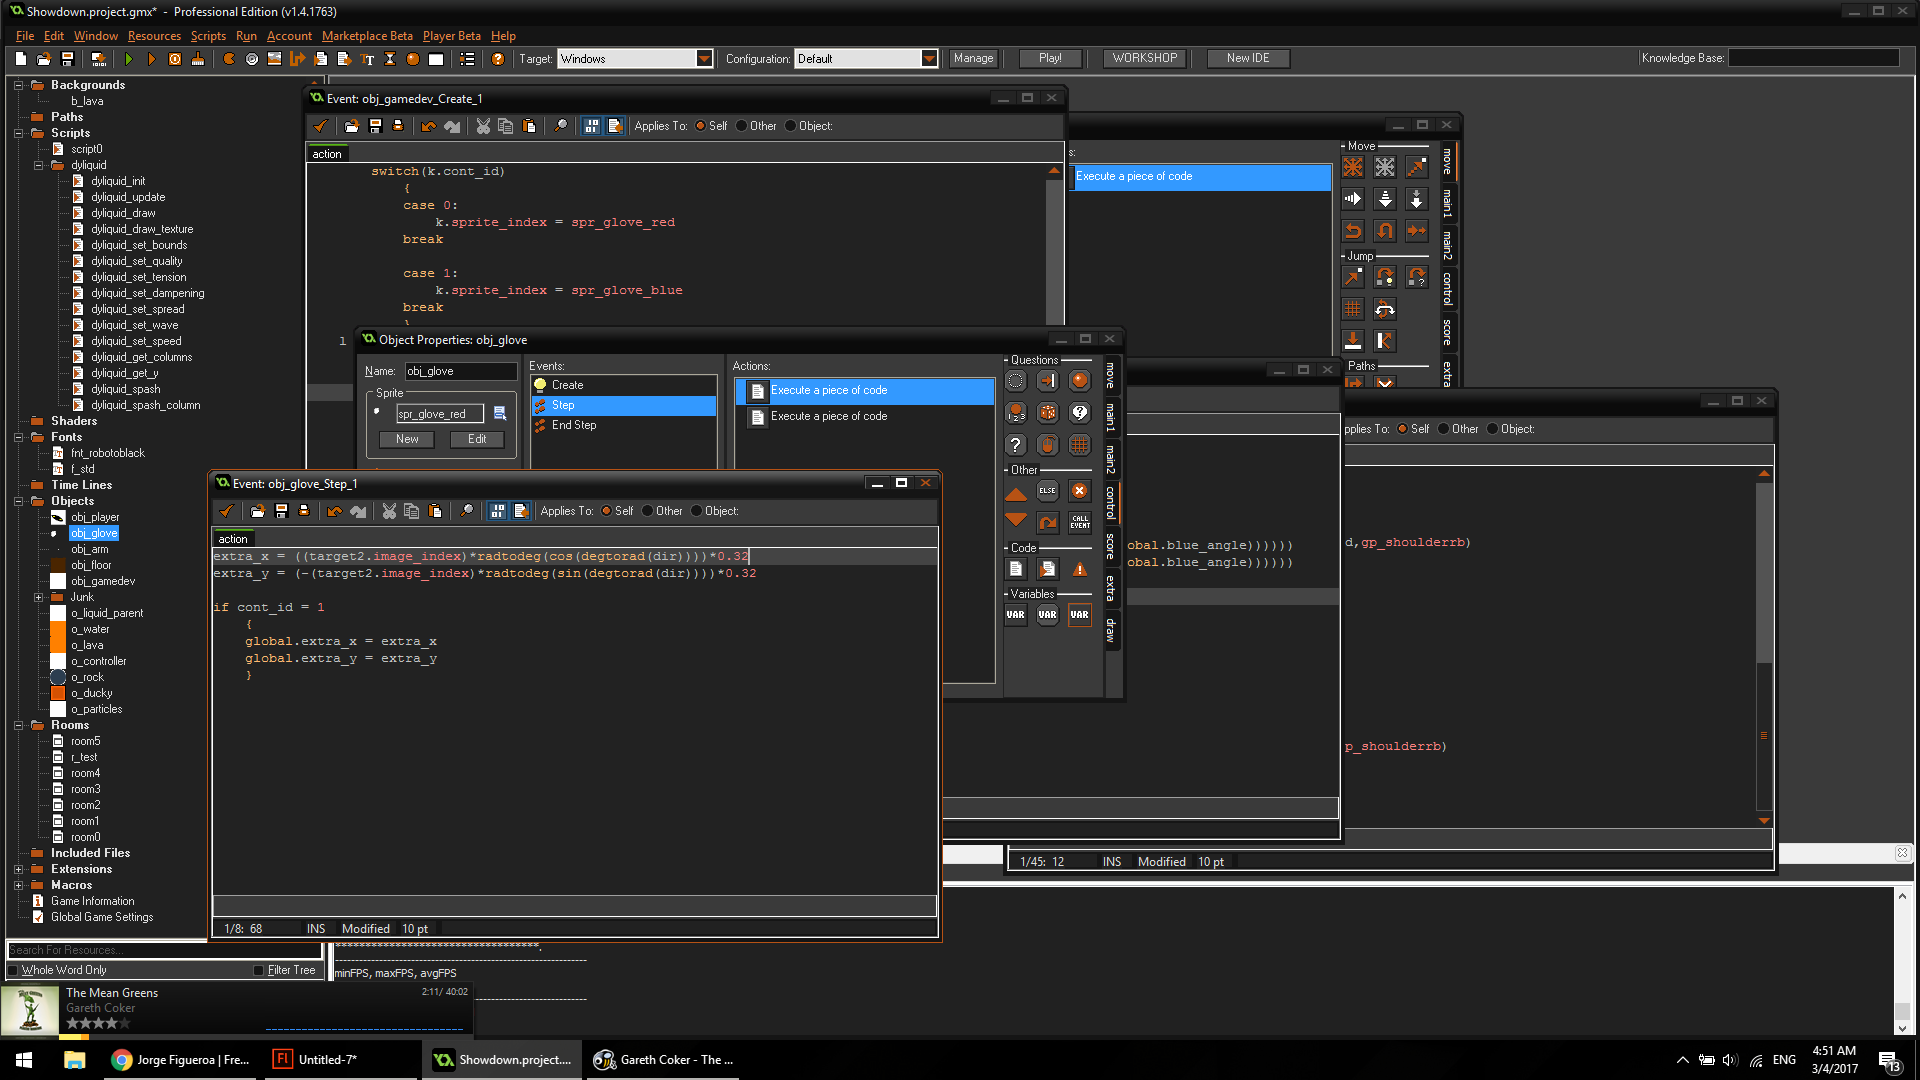 Showdown.project.gmx*  -  Professional Edition (v1.4.1763)
File Edit Window Resources Scripts Run Account Marketplace Beta Player Beta Help
Target: Windows Configuration: Default Manage Play! WORKSHOP New IDE Knowledge Base:
Backgrounds
b_lava
Paths
Scripts
script0
dyliquid
dyliquid_init
dyliquid_update
dyliquid_draw
dyliquid_draw_texture
dyliquid_set_bounds
dyliquid_set_quality
dyliquid_set_tension
dyliquid_set_dampening
dyliquid_set_spread
dyliquid_set_wave
dyliquid_set_speed
dyliquid_get_columns
dyliquid_get_y
dyliquid_spash
dyliquid_spash_column
Shaders
Fonts
fnt_robotoblack
f_std
Time Lines
Objects
obj_player
obj_glove
obj_arm
obj_floor
obj_gamedev
Junk
o_liquid_parent
o_water
o_lava
o_controller
o_rock
o_ducky
o_particles
Rooms
room5
r_test
room4
room3
room2
room1
room0
Included Files
Extensions
Macros
Game Information
Global Game Settings
Search For Resources...
Whole Word Only Filter Tree
Event: obj_gamedev_Create_1
Applies To: Self Other Object:
action
switch(k.cont_id)
{
case 0:
k.sprite_index = spr_glove_red
break
case 1:
k.sprite_index = spr_glove_blue
break
1
s:
Execute a piece of code
Move
Jump
Paths
move
main1
main2
control
score
extra
Object Properties: obj_glove
Name: obj_glove
Sprite
spr_glove_red
New Edit
Events:
Create
Step
End Step
Actions:
Execute a piece of code
Execute a piece of code
Questions
Other
ELSE
CALL EVENT
Code
Variables
VAR VAR VAR
move
main1
main2
control
score
extra
draw
Event: obj_glove_Step_1
Applies To: Self Other Object:
action
extra_x = ((target2.image_index)*radtodeg(cos(degtorad(dir))))*0.32
extra_y = (-(target2.image_index)*radtodeg(sin(degtorad(dir))))*0.32
if cont_id = 1
{
global.extra_x = extra_x
global.extra_y = extra_y
}
1/8: 68 INS Modified 10 pt
obal.blue_angle))))))
obal.blue_angle))))))
pplies To: Self Other Object:
d,gp_shoulderrb)
p_shoulderrb)
1/45: 12 INS Modified 10 pt
minFPS, maxFPS, avgFPS
The Mean Greens 2:11/ 40:02
Gareth Coker
Jorge Figueroa | Fre...
Untitled-7*
Showdown.project....
Gareth Coker - The ...
ENG
4:51 AM
3/4/2017
13